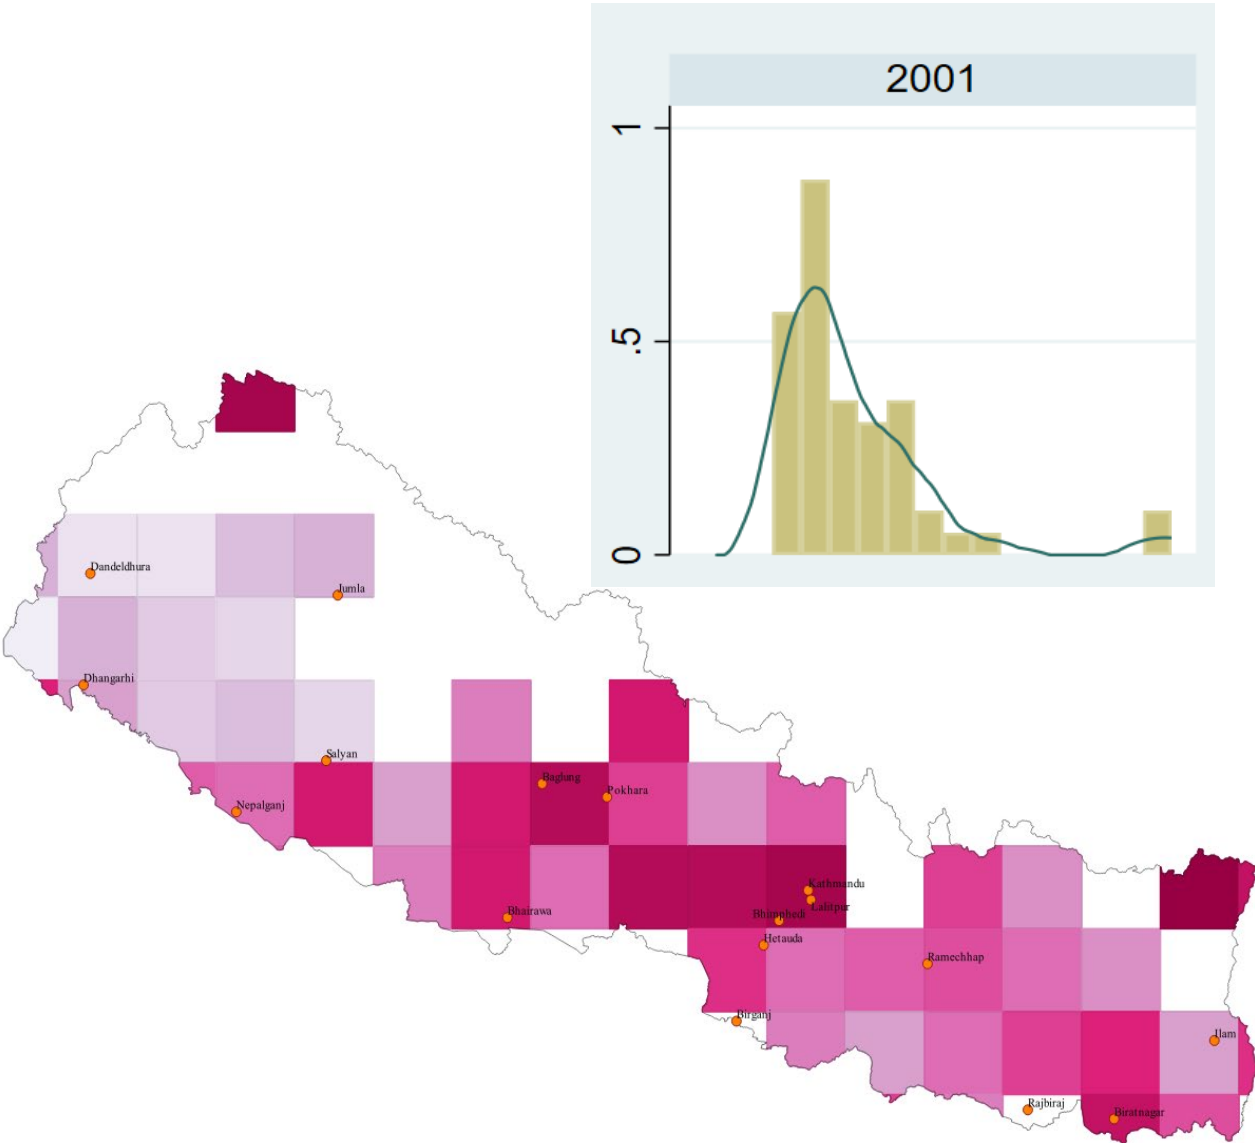 2001
1
.5
0
Dandeldhura
Jumla
Dhangarhi
Salyan
Baglung
Pokhara
Nepalganj
Kathmandu
Lalitpur
Bhimphedi
Bhairawa
Hetauda
Ramechhap
Birganj
Ilam
Rajbiraj
Biratnagar